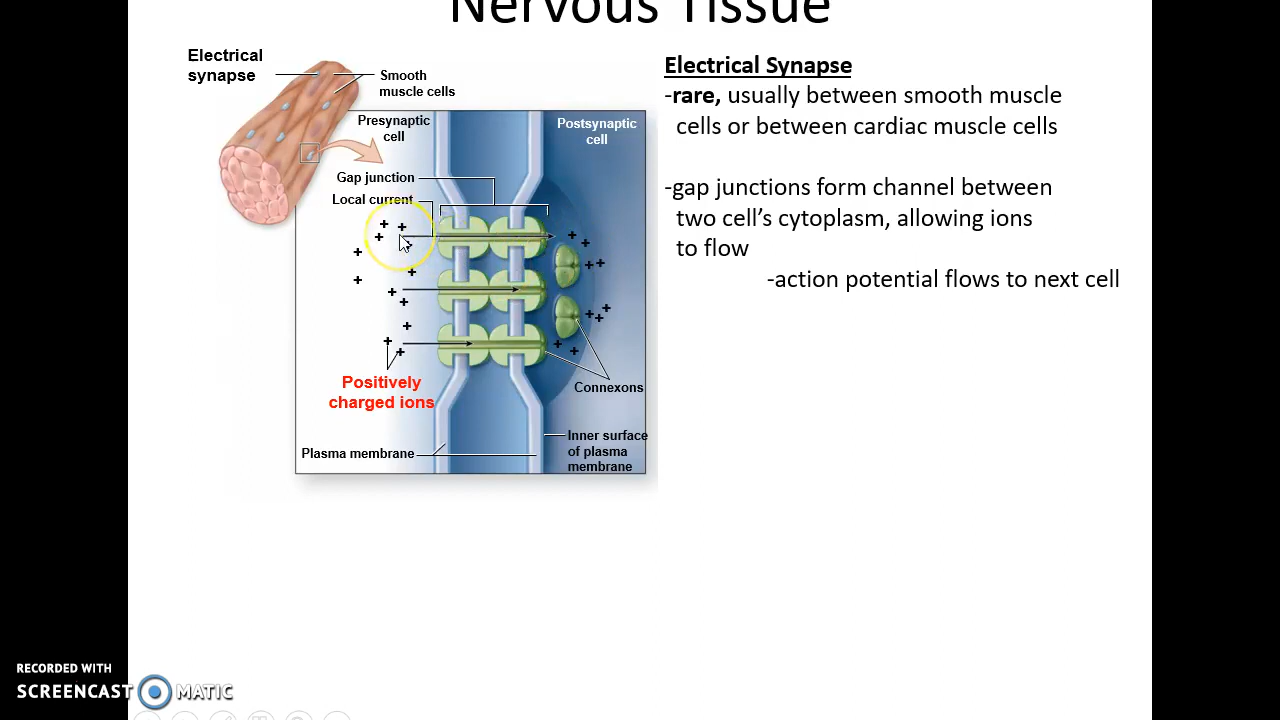 Nervous Tissue
Electrical
synapse
Smooth
muscle cells
Presynaptic
cell
Postsynaptic
cell
Gap junction
Local current
Positively
charged ions
Connexons
Plasma membrane
Inner surface
of plasma
membrane
Electrical Synapse
-rare, usually between smooth muscle
cells or between cardiac muscle cells
-gap junctions form channel between
two cell’s cytoplasm, allowing ions
to flow
-action potential flows to next cell
RECORDED WITH
SCREENCAST MATIC